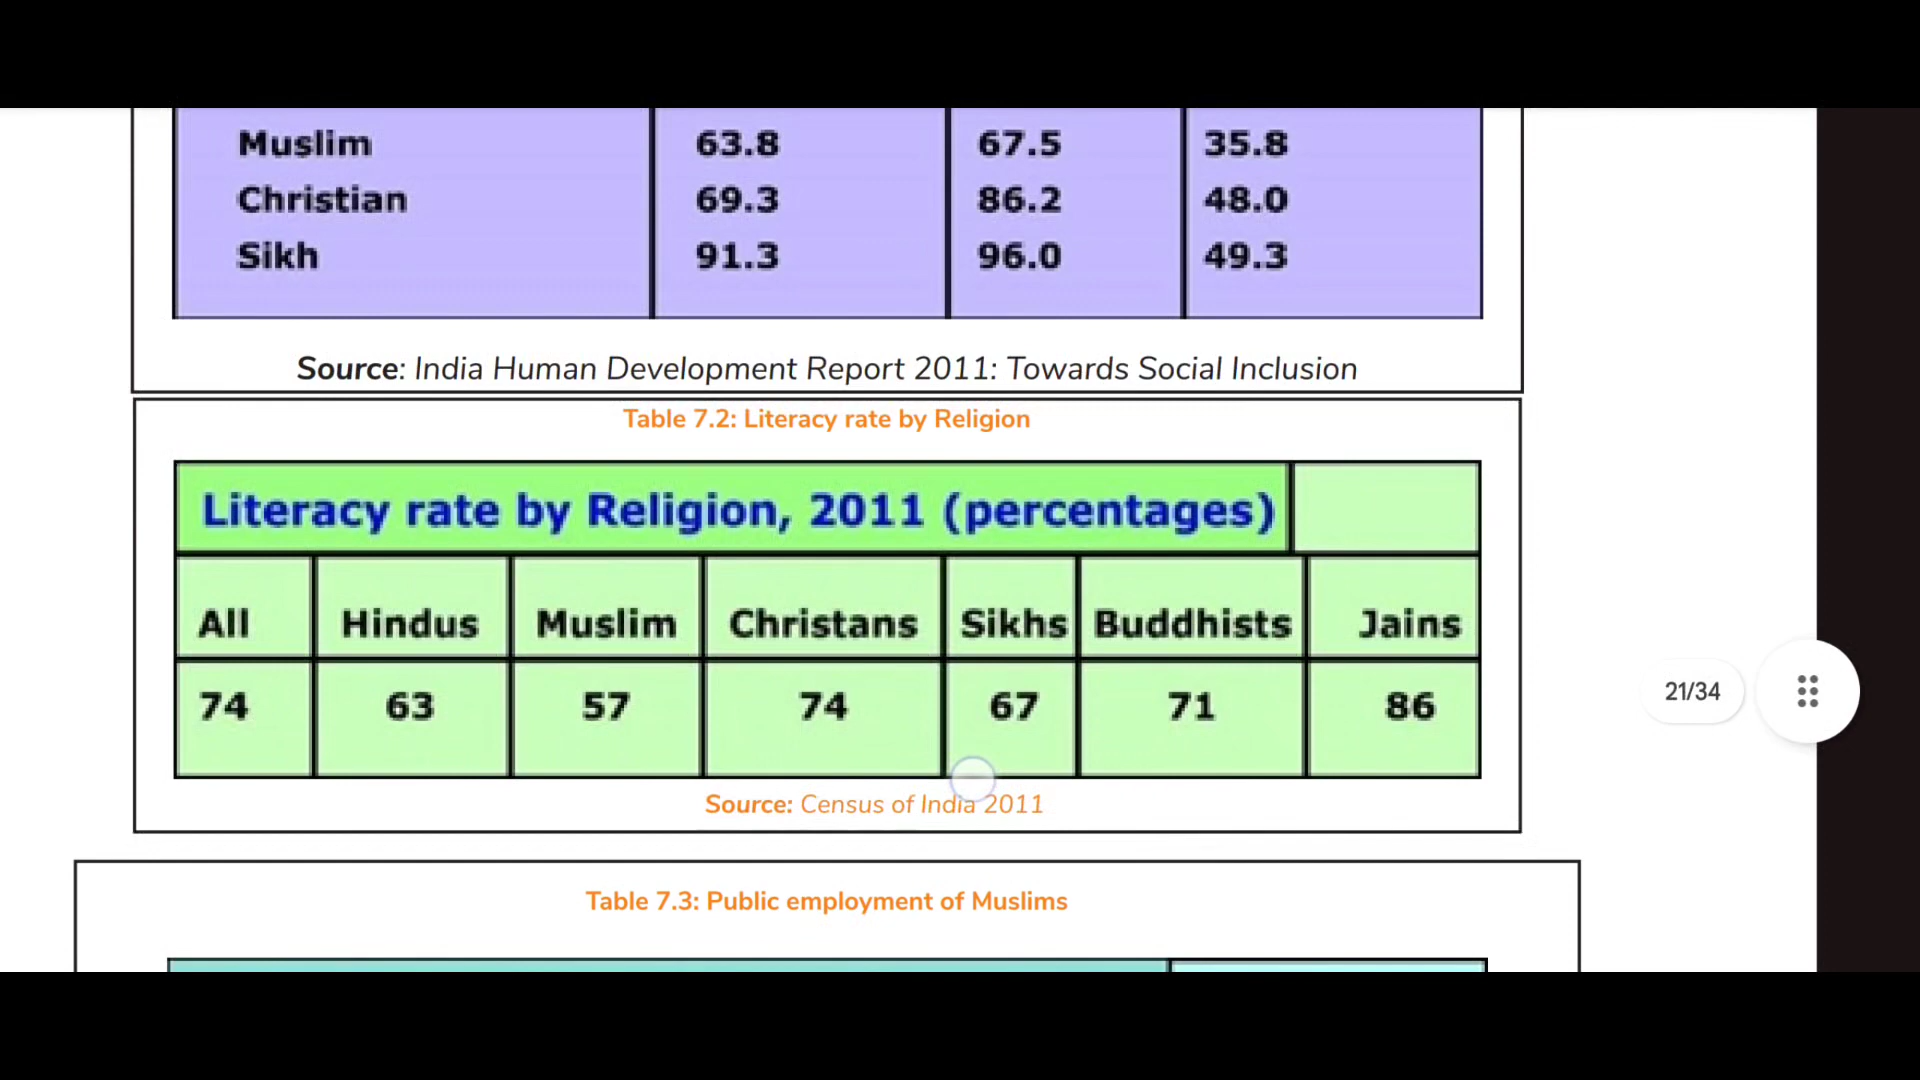 Muslim 63.8 67.5 35.8
Christian 69.3 86.2 48.0
Sikh 91.3 96.0 49.3
Source: India Human Development Report 2011: Towards Social Inclusion
Table 7.2: Literacy rate by Religion
Literacy rate by Religion, 2011 (percentages)
All Hindus Muslim Christans Sikhs Buddhists Jains
74 63 57 74 67 71 86
21/34
Source: Census of India 2011
Table 7.3: Public employment of Muslims